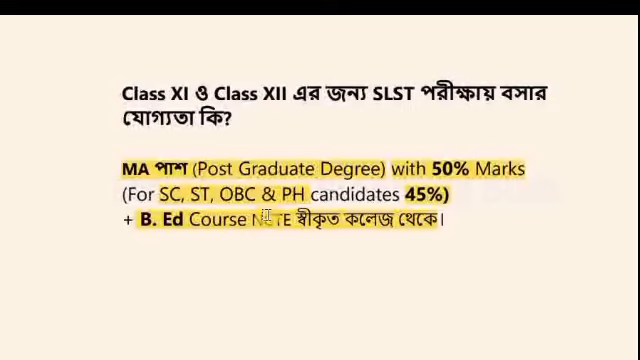 Class XI ও Class XII এর জন্য SLST পরীক্ষায় বসার
যোগ্যতা কি?
MA পাশ (Post Graduate Degree) with 50% Marks
(For SC, ST, OBC & PH candidates 45%)
+ B. Ed Course স্বীকৃত কলেজ থেকে।